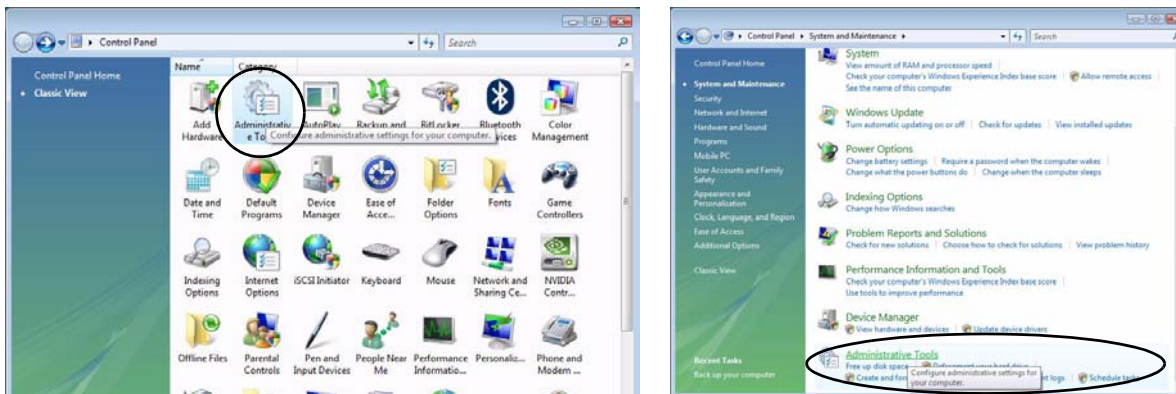 Control Panel
Search
Control Panel Home
Classic View
Name
Category
Add Hardware
Administrativ e To
AutoPlay
Backup and
BitLocker
Bluetooth
Color Management
Configure administrative settings for your computer.
Date and Time
Default Programs
Device Manager
Ease of Acce...
Folder Options
Fonts
Game Controllers
Indexing Options
Internet Options
iSCSI Initiator
Keyboard
Mouse
Network and Sharing Ce...
NVIDIA Contr...
Offline Files
Parental Controls
Pen and Input Devices
People Near Me
Performance Informatio...
Personaliz...
Phone and Modem ...
Control Panel
System and Maintenance
Search
Control Panel Home
System and Maintenance
Security
Network and Internet
Hardware and Sound
Programs
Mobile PC
User Accounts and Family
Safety
Appearance and
Personalization
Clock, Language, and Region
Ease of Access
Additional Options
Classic View
Recent Tasks
Back up your computer
System
View amount of RAM and processor speed
Check your computer's Windows Experience Index base score
Allow remote access
See the name of this computer
Windows Update
Turn automatic updating on or off
Check for updates
View installed updates
Power Options
Change battery settings
Require a password when the computer wakes
Change what the power buttons do
Change when the computer sleeps
Indexing Options
Change how Windows searches
Problem Reports and Solutions
Check for new solutions
Choose how to check for solutions
View problem history
Performance Information and Tools
Check your computer's Windows Experience Index base score
Use tools to improve performance
Device Manager
View hardware and devices
Update device drivers
Administrative Tools
Free up disk space
Create and for
Configure administrative settings for
your computer.
logs
Schedule tasks